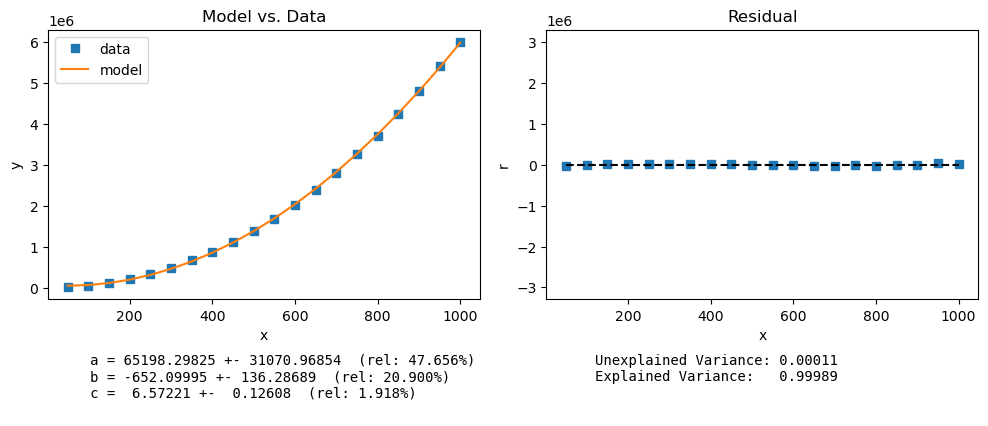 Model vs. Data
1e6
data
model
6
5
4
3
2
1
0
y
200
400
600
800
1000
x
a = 65198.29825 +- 31070.96854  (rel: 47.656%)
b = -652.09995 +- 136.28689  (rel: 20.900%)
c =  6.57221 +-  0.12608  (rel: 1.918%)
Residual
1e6
3
2
1
0
−1
−2
−3
r
200
400
600
800
1000
x
Unexplained Variance: 0.00011
Explained Variance:   0.99989